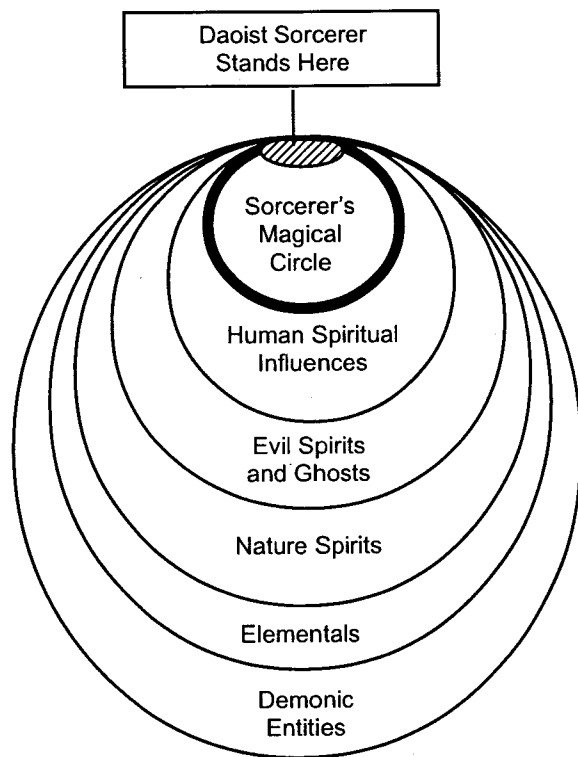 Daoist Sorcerer
Stands Here
Sorcerer's
Magical
Circle
Human Spiritual
Influences
Evil Spirits
and Ghosts
Nature Spirits
Elementals
Demonic
Entities